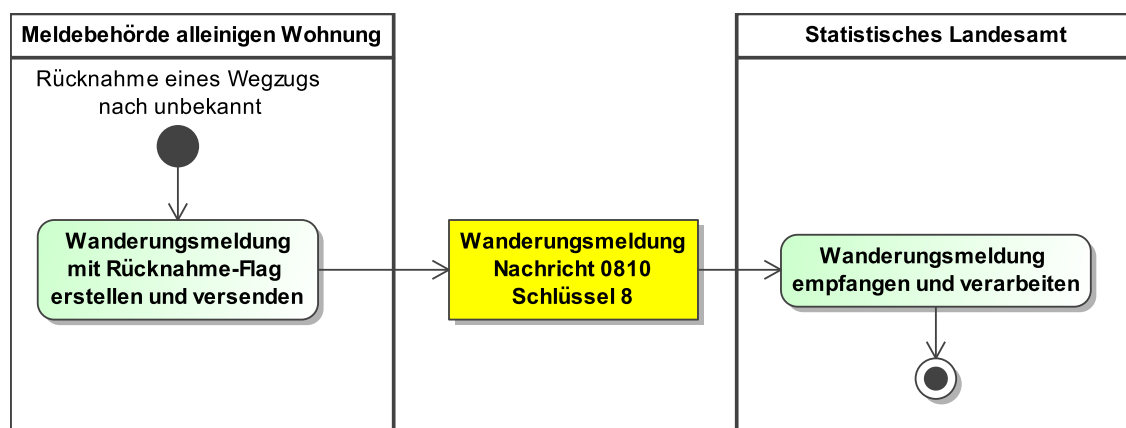 Meldebehörde alleinigen Wohnung
Statistisches Landesamt
Rücknahme eines Wegzugs
nach unbekannt
Wanderungsmeldung
mit Rücknahme-Flag
erstellen und versenden
Wanderungsmeldung
Nachricht 0810
Schlüssel 8
Wanderungsmeldung
empfangen und verarbeiten